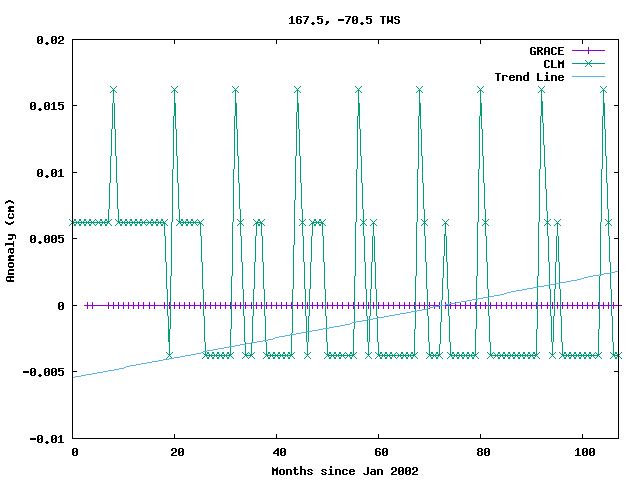 167.5, -70.5 TWS
GRACE
CLM
Trend Line
Anomaly (cm)
0.02
0.015
0.01
0.005
0
-0.005
-0.01
0 20 40 60 80 100
Months since Jan 2002